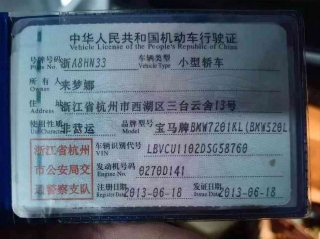 中华人民共和国机动车行驶证
Vehicle License of the People's Republic of China
号牌号码 浙A8HN33 车辆类型 小型轿车
Plate No. Vehicle Type
所有人 来梦娜
Owner
住址 浙江省杭州市西湖区三台云舍13号
Address
使用性质 非营运 品牌型号 宝马牌BMW7201KL(BMW520L
Use Character Model
浙江省杭州市公安局交通警察支队
车辆识别代号 LBVCU1102DSG58760
VIN
发动机号码 0270D141
Engine No.
注册日期 2013-06-18 发证日期 2013-06-18
Register Date Issue Date